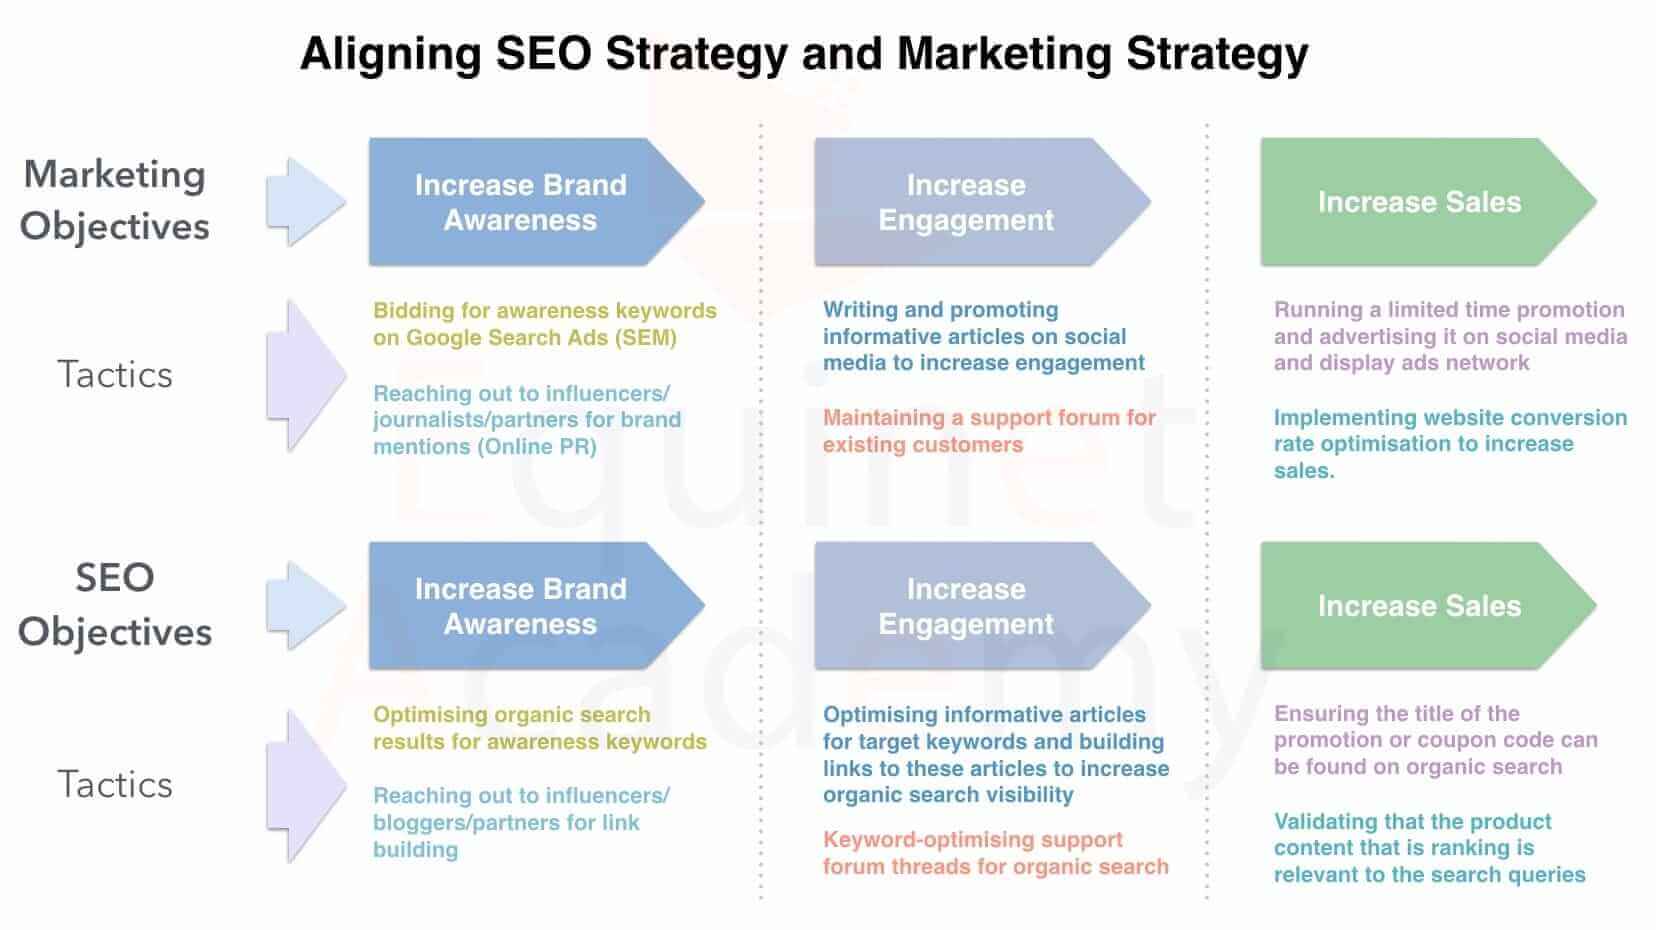 Aligning SEO Strategy and Marketing Strategy
Marketing
Objectives
Increase Brand
Awareness
Increase
Engagement
Increase Sales
Tactics
Bidding for awareness keywords
on Google Search Ads (SEM)
Reaching out to influencers/
journalists/partners for brand
mentions (Online PR)
Writing and promoting
informative articles on social
media to increase engagement
Maintaining a support forum for
existing customers
Running a limited time promotion
and advertising it on social media
and display ads network
Implementing website conversion
rate optimisation to increase
sales.
SEO
Objectives
Increase Brand
Awareness
Increase
Engagement
Increase Sales
Tactics
Optimising organic search
results for awareness keywords
Reaching out to influencers/
bloggers/partners for link
building
Optimising informative articles
for target keywords and building
links to these articles to increase
organic search visibility
Keyword-optimising support
forum threads for organic search
Ensuring the title of the
promotion or coupon code can
be found on organic search
Validating that the product
content that is ranking is
relevant to the search queries
Equinet
Academy